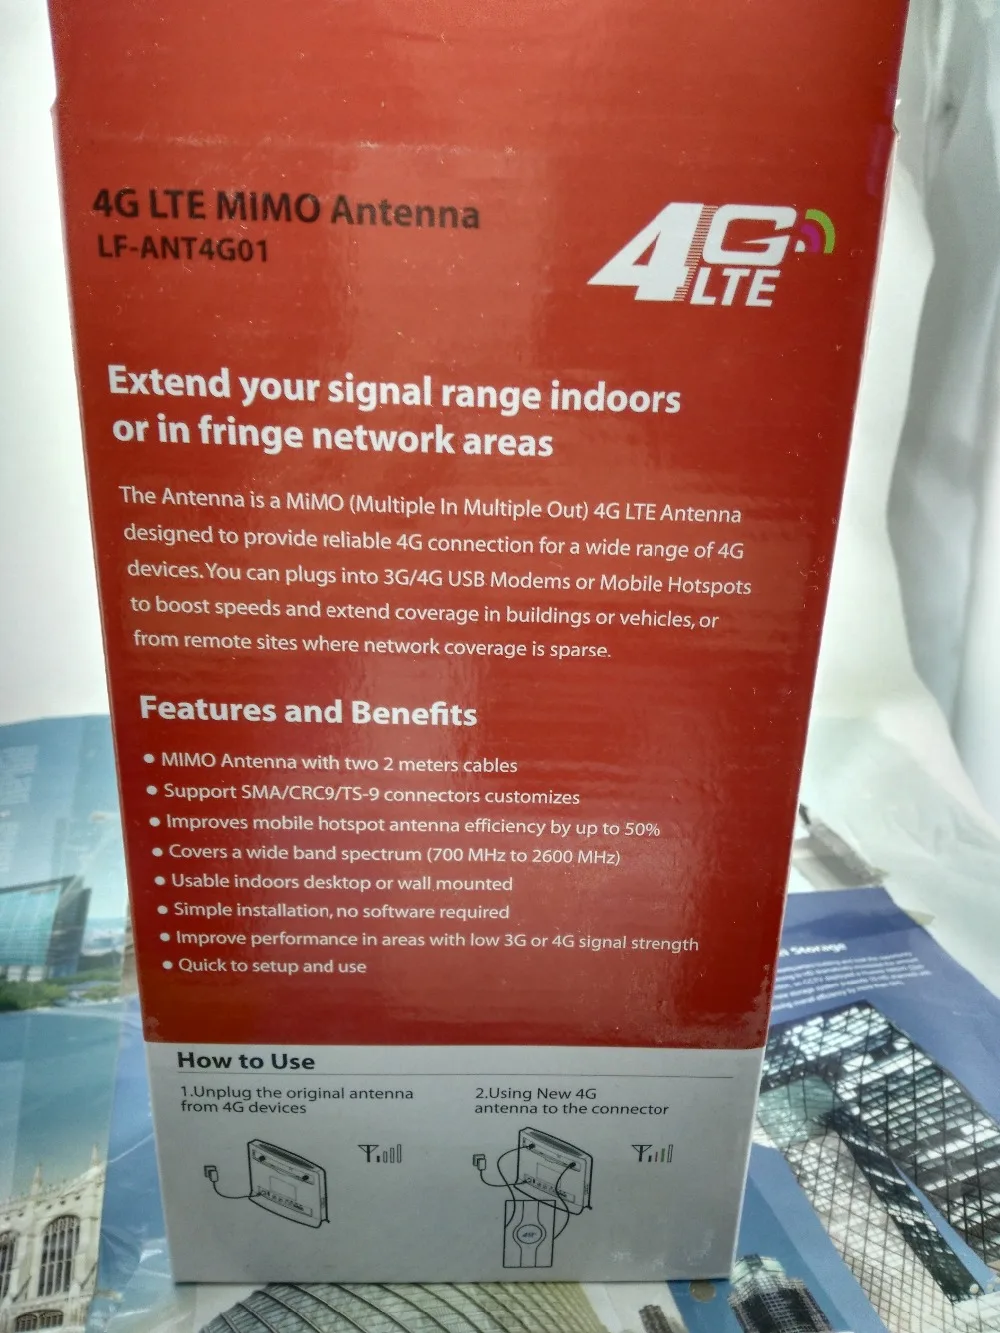 4G LTE MiMO Antenna
LF-ANT4G01
4G
LTE
Extend your signal range indoors
or in fringe network areas
The Antenna is a MiMO (Multiple In Multiple Out) 4G LTE Antenna
designed to provide reliable 4G connection for a wide range of 4G
devices. You can plugs into 3G/4G USB Modems or Mobile Hotspots
to boost speeds and extend coverage in buildings or vehicles, or
from remote sites where network coverage is sparse.
Features and Benefits
● MIMO Antenna with two 2 meters cables
● Support SMA/CRC9/TS-9 connectors customizes
● Improves mobile hotspot antenna efficiency by up to 50%
● Covers a wide band spectrum (700 MHz to 2600 MHz)
● Usable indoors desktop or wall mounted
● Simple installation, no software required
● Improve performance in areas with low 3G or 4G signal strength
● Quick to setup and use
How to Use
1.Unplug the original antenna
from 4G devices
2.Using New 4G
antenna to the connector
Storage